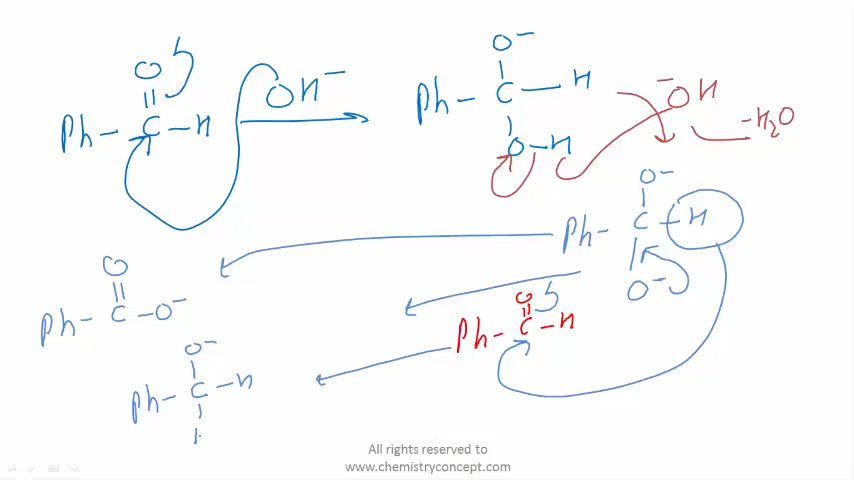 O
Ph - C - H
OH⁻
O⁻
Ph - C - H
O - H
⁻OH
-H₂O
O⁻
Ph - C - H
O⁻
O
Ph - C - O⁻
O
Ph - C - H
O⁻
Ph - C - H
All rights reserved to
www.chemistryconcept.com